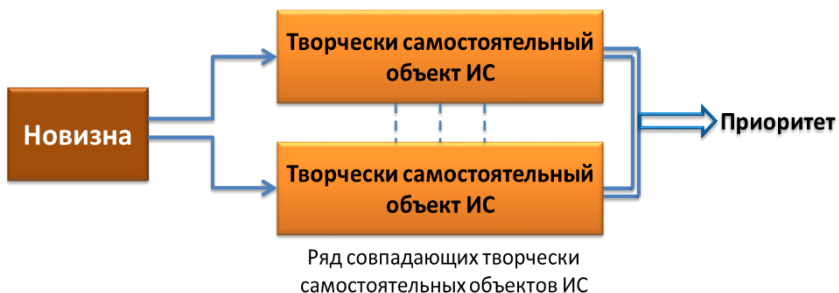 Творчески самостоятельный
объект ИС
Новизна
Приоритет
Творчески самостоятельный
объект ИС
Ряд совпадающих творчески
самостоятельных объектов ИС